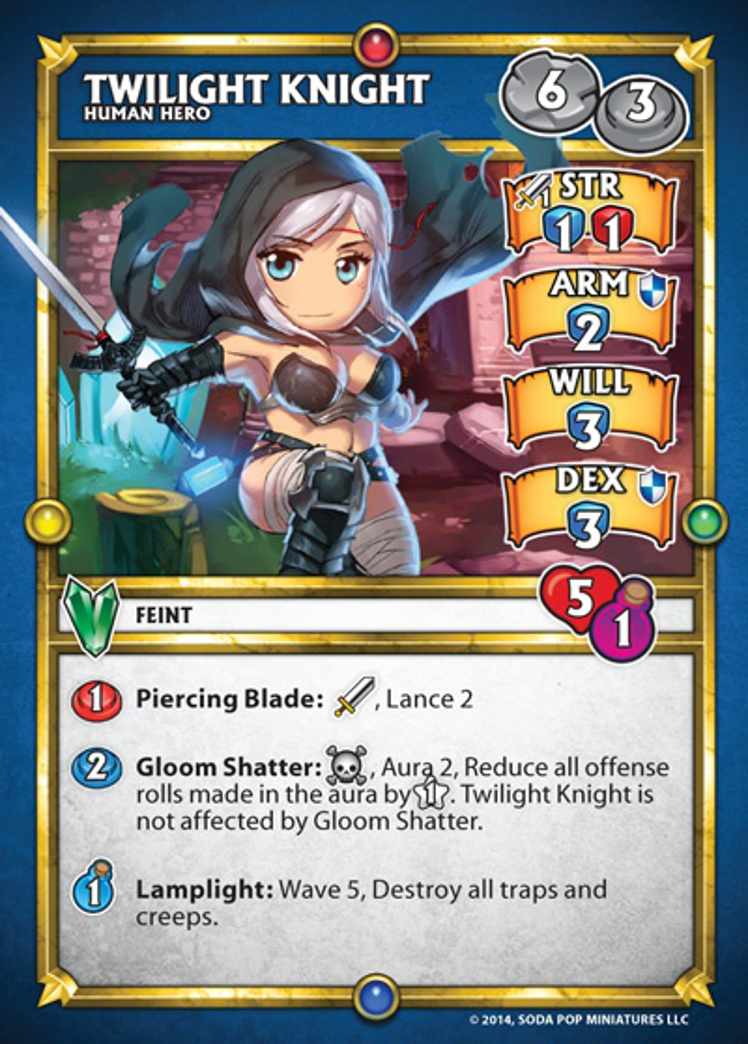 TWILIGHT KNIGHT
HUMAN HERO
6 3
STR
1 1 1
ARM
2
WILL
3
DEX
3
5
1
FEINT
1 Piercing Blade: , Lance 2
2 Gloom Shatter: , Aura 2, Reduce all offense
rolls made in the aura by 1. Twilight Knight is
not affected by Gloom Shatter.
1 Lamplight: Wave 5, Destroy all traps and
creeps.
© 2014, SODA POP MINIATURES LLC